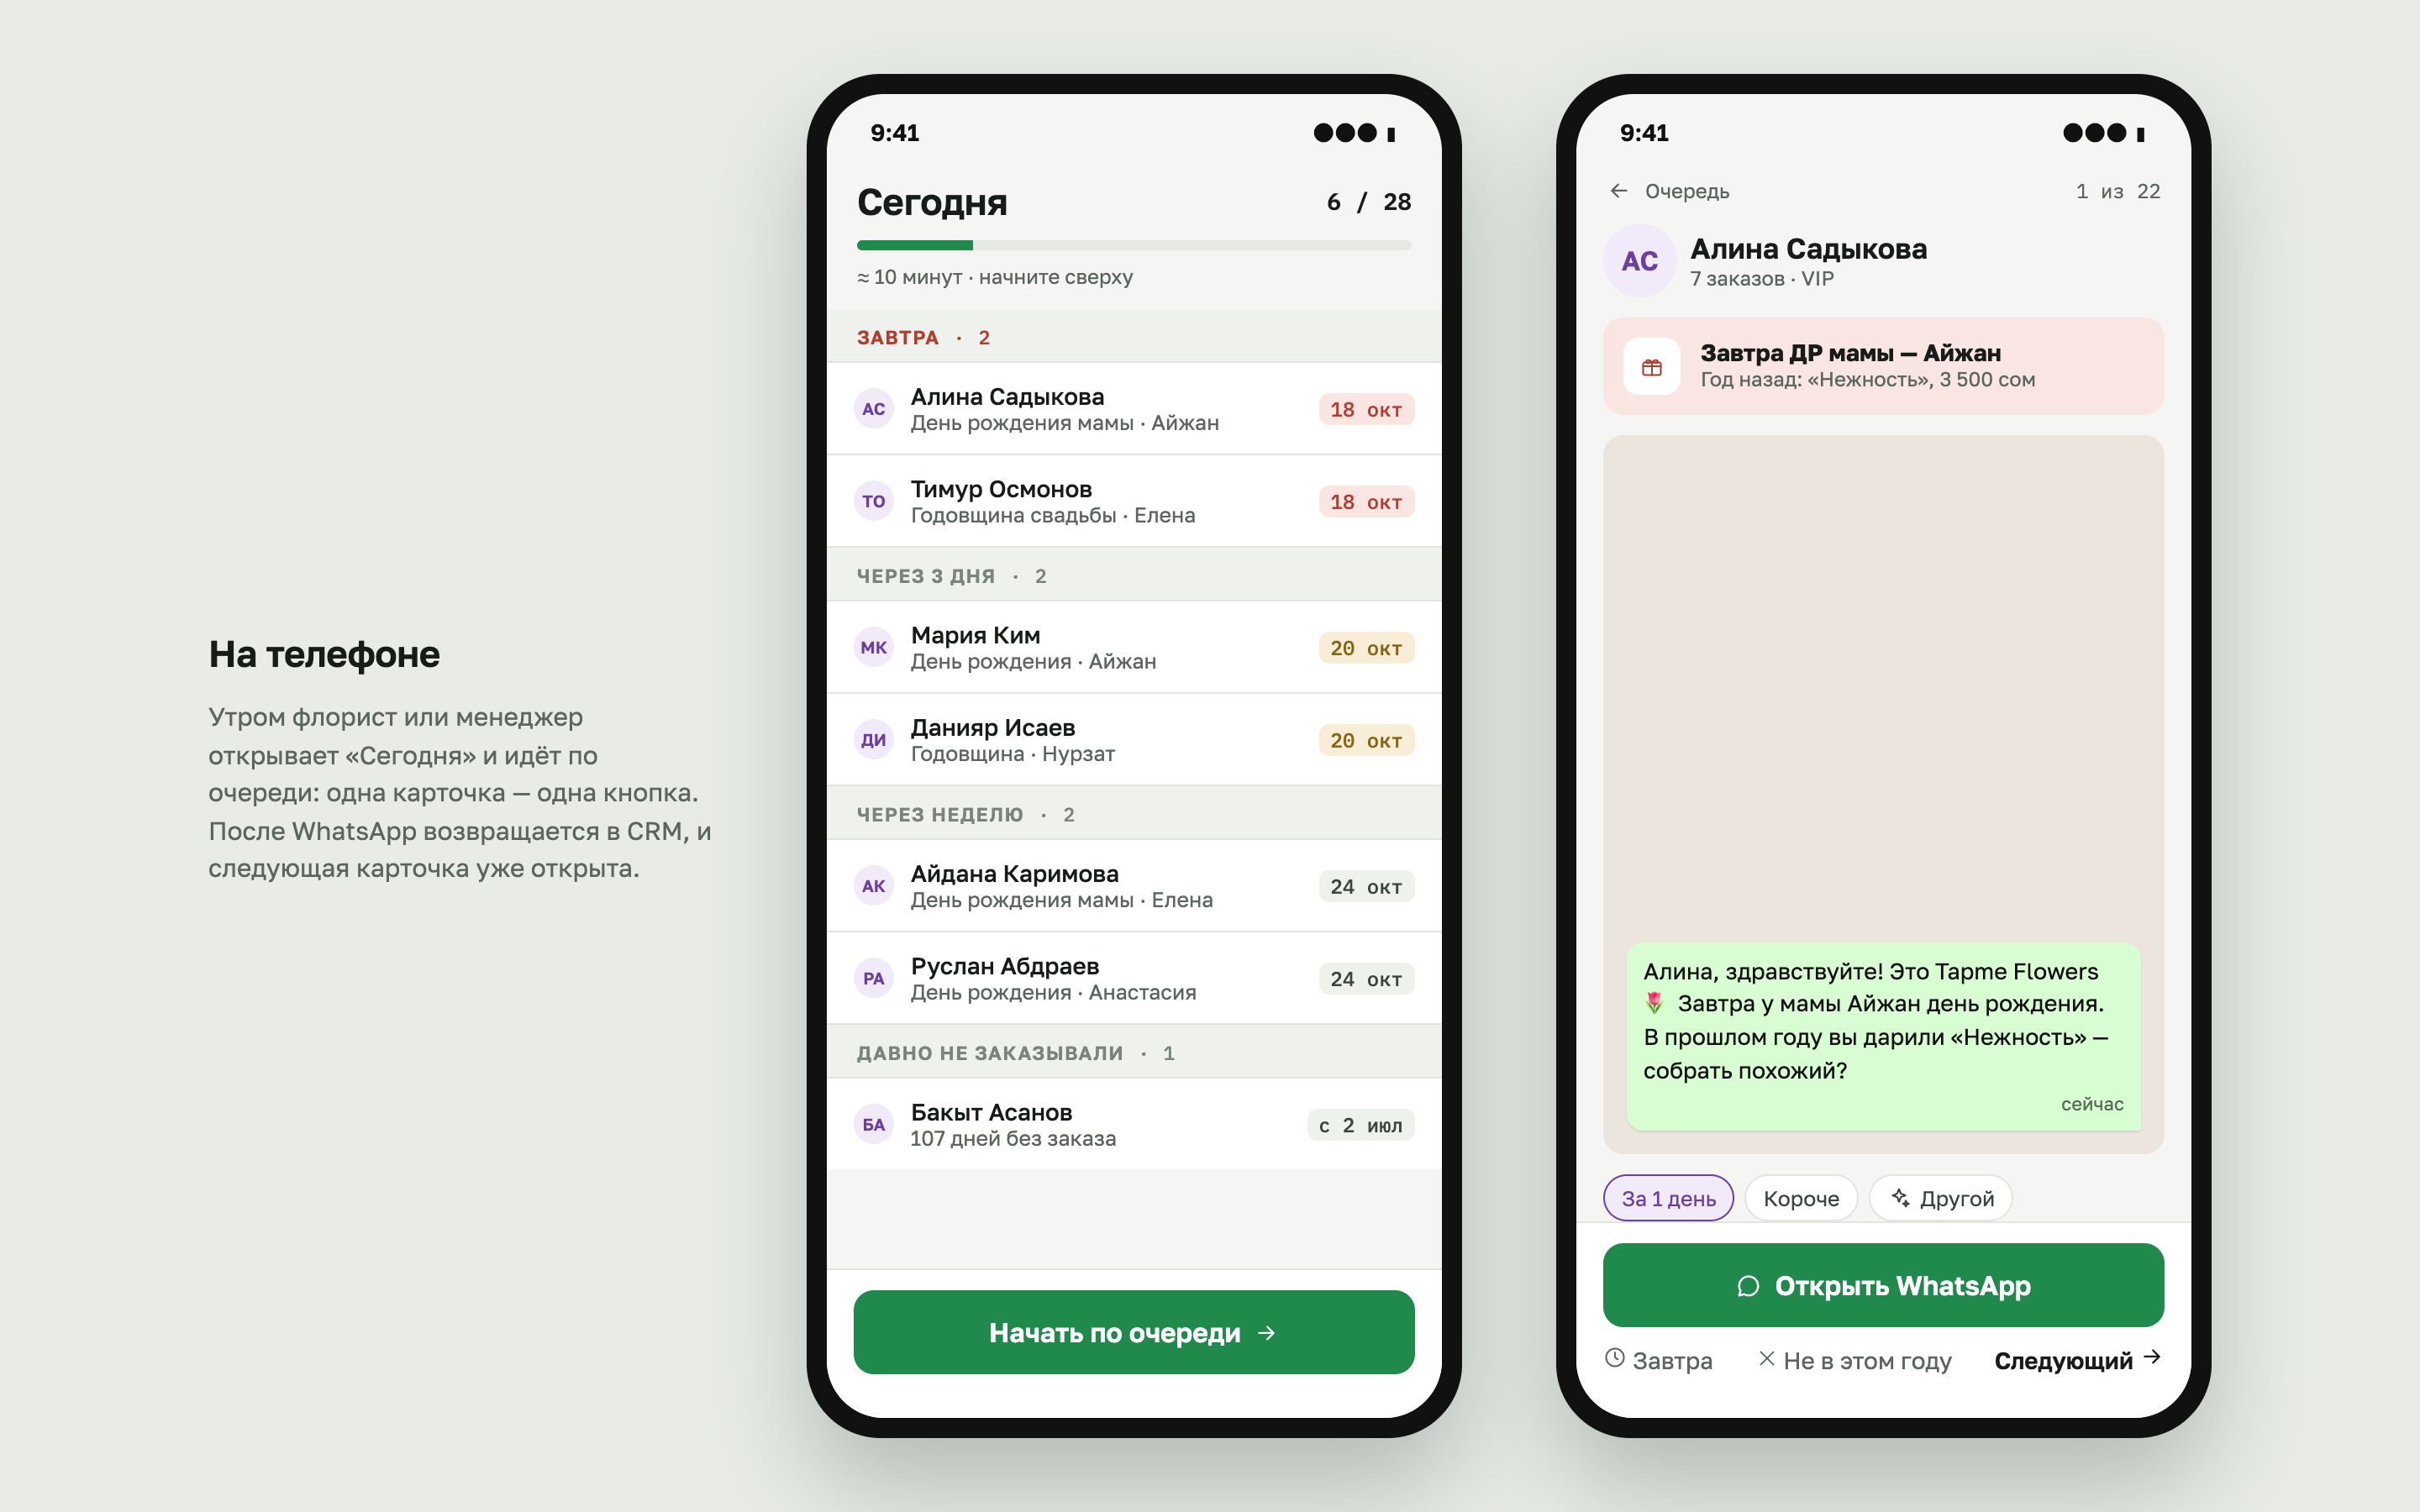 На телефоне
Утром флорист или менеджер
открывает «Сегодня» и идёт по
очереди: одна карточка — одна кнопка.
После WhatsApp возвращается в CRM, и
следующая карточка уже открыта.
9:41
Сегодня
6 / 28
≈ 10 минут · начните сверху
ЗАВТРА · 2
АС
Алина Садыкова
День рождения мамы · Айжан
18 окт
ТО
Тимур Осмонов
Годовщина свадьбы · Елена
18 окт
ЧЕРЕЗ 3 ДНЯ · 2
МК
Мария Ким
День рождения · Айжан
20 окт
ДИ
Данияр Исаев
Годовщина · Нурзат
20 окт
ЧЕРЕЗ НЕДЕЛЮ · 2
АК
Айдана Каримова
День рождения мамы · Елена
24 окт
РА
Руслан Абдраев
День рождения · Анастасия
24 окт
ДАВНО НЕ ЗАКАЗЫВАЛИ · 1
БА
Бакыт Асанов
107 дней без заказа
с 2 июл
Начать по очереди →
9:41
← Очередь
1 из 22
АС
Алина Садыкова
7 заказов · VIP
Завтра ДР мамы — Айжан
Год назад: «Нежность», 3 500 сом
Алина, здравствуйте! Это Tapme Flowers
🌷 Завтра у мамы Айжан день рождения.
В прошлом году вы дарили «Нежность» —
собрать похожий?
сейчас
За 1 день
Короче
Другой
Открыть WhatsApp
Завтра
Не в этом году
Следующий →